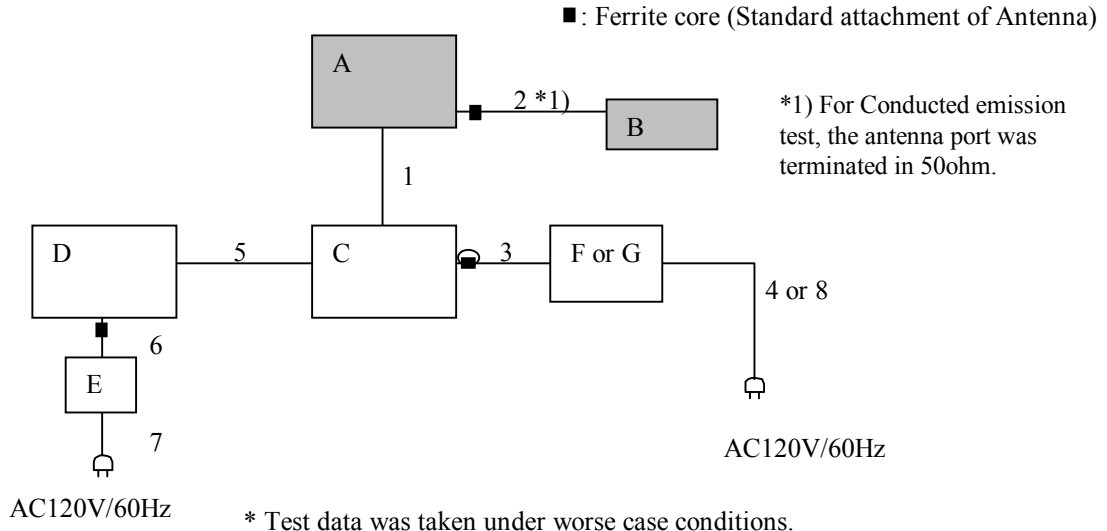 ■: Ferrite core (Standard attachment of Antenna)
A
2 *1)
B
*1) For Conducted emission
test, the antenna port was
terminated in 50ohm.
1
D
5
C
3
F or G
4 or 8
6
E
7
AC120V/60Hz
AC120V/60Hz
* Test data was taken under worse case conditions.